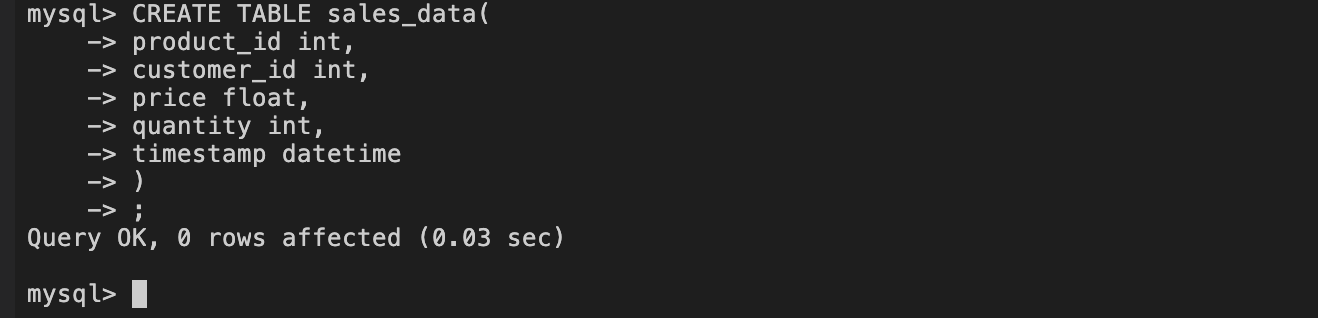 mysql> CREATE TABLE sales_data(
    -> product_id int,
    -> customer_id int,
    -> price float,
    -> quantity int,
    -> timestamp datetime
    -> )
    -> ;
Query OK, 0 rows affected (0.03 sec)

mysql>